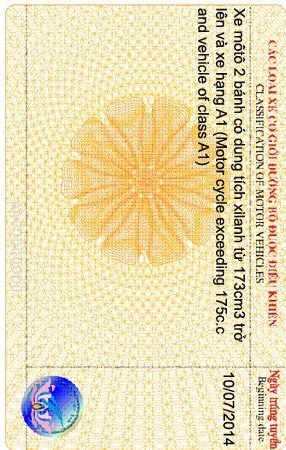 CÁC LOẠI XE CƠ GIỚI ĐƯỜNG BỘ ĐƯỢC ĐIỀU KHIỂN
CLASSIFICATION OF MOTOR VEHICLES
Ngày trúng tuyển
Beginning date
Xe môtô 2 bánh có dung tích xilanh từ 173cm3 trở
lên và xe hạng A1 (Motor cycle exceeding 175c.c
and vehicle of class A1)
10/07/2014